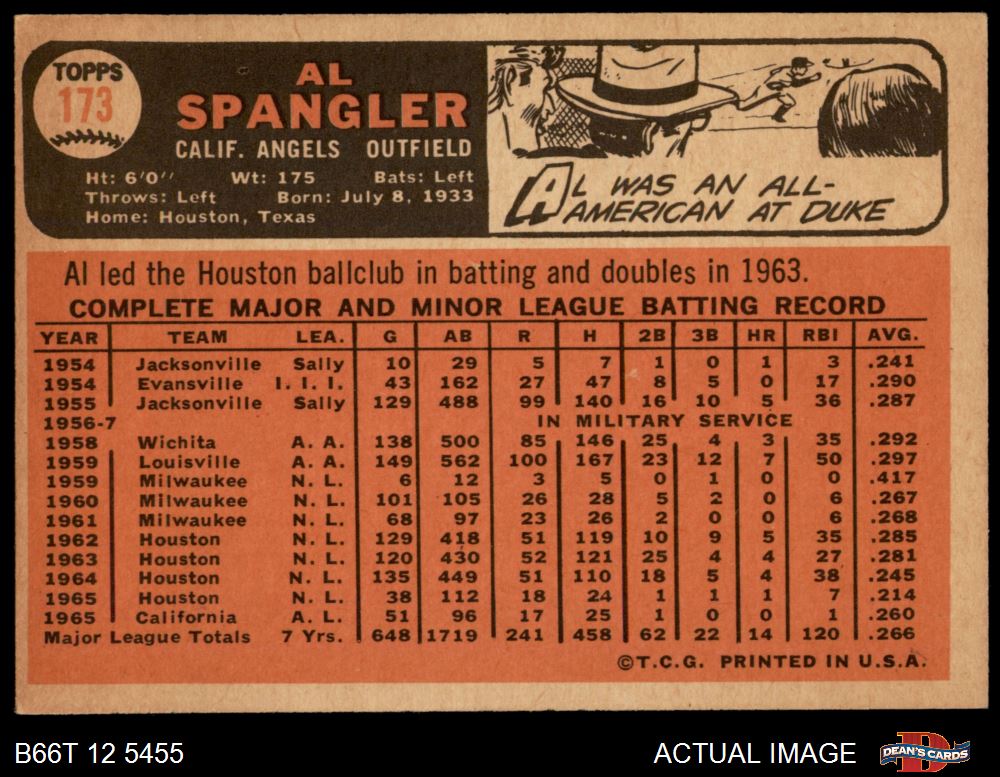 TOPPS
173
AL
SPANGLER
CALIF. ANGELS OUTFIELD
Ht: 6'0" Wt: 175 Bats: Left
Throws: Left Born: July 8, 1933
Home: Houston, Texas
AL WAS AN ALL-
AMERICAN AT DUKE
Al led the Houston ballclub in batting and doubles in 1963.
COMPLETE MAJOR AND MINOR LEAGUE BATTING RECORD
YEAR TEAM LEA. G AB R H 2B 3B HR RBI AVG.
1954 Jacksonville Sally 10 29 5 7 1 0 1 3 .241
1954 Evansville I. I. I. 43 162 27 47 8 5 0 17 .290
1955 Jacksonville Sally 129 488 99 140 16 10 5 36 .287
1956-7 IN MILITARY SERVICE
1958 Wichita A. A. 138 500 85 146 25 4 3 35 .292
1959 Louisville A. A. 149 562 100 167 23 12 7 50 .297
1959 Milwaukee N. L. 6 12 3 5 0 1 0 0 .417
1960 Milwaukee N. L. 101 105 26 28 5 2 0 6 .267
1961 Milwaukee N. L. 68 97 23 26 2 0 0 6 .268
1962 Houston N. L. 129 418 51 119 10 9 5 35 .285
1963 Houston N. L. 120 430 52 121 25 4 4 27 .281
1964 Houston N. L. 135 449 51 110 18 5 4 38 .245
1965 Houston N. L. 38 112 18 24 1 1 1 7 .214
1965 California A. L. 51 96 17 25 1 0 0 1 .260
Major League Totals 7 Yrs. 648 1719 241 458 62 22 14 120 .266
©T.C.G. PRINTED IN U.S.A.
B66T 12 5455
ACTUAL IMAGE
DEAN'S CARDS